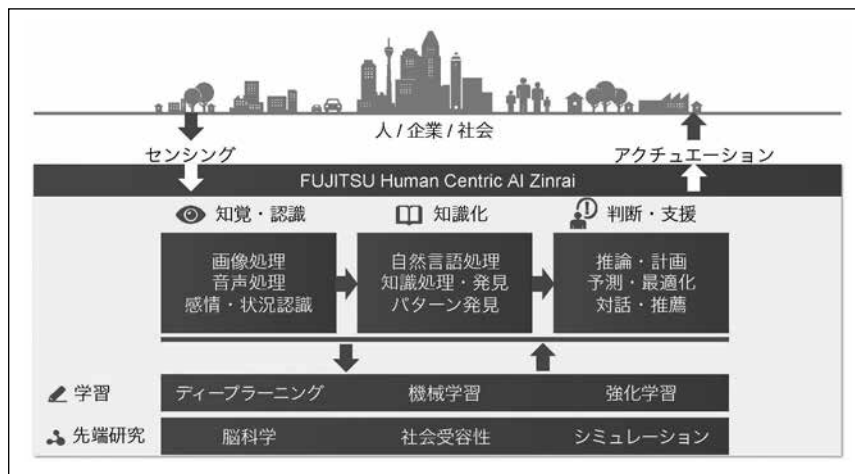 人 / 企業 / 社会
センシング
アクチュエーション
FUJITSU Human Centric AI Zinrai
知覚・認識
知識化
判断・支援
画像処理
音声処理
感情・状況認識
自然言語処理
知識処理・発見
パターン発見
推論・計画
予測・最適化
対話・推薦
学習
ディープラーニング
機械学習
強化学習
先端研究
脳科学
社会受容性
シミュレーション